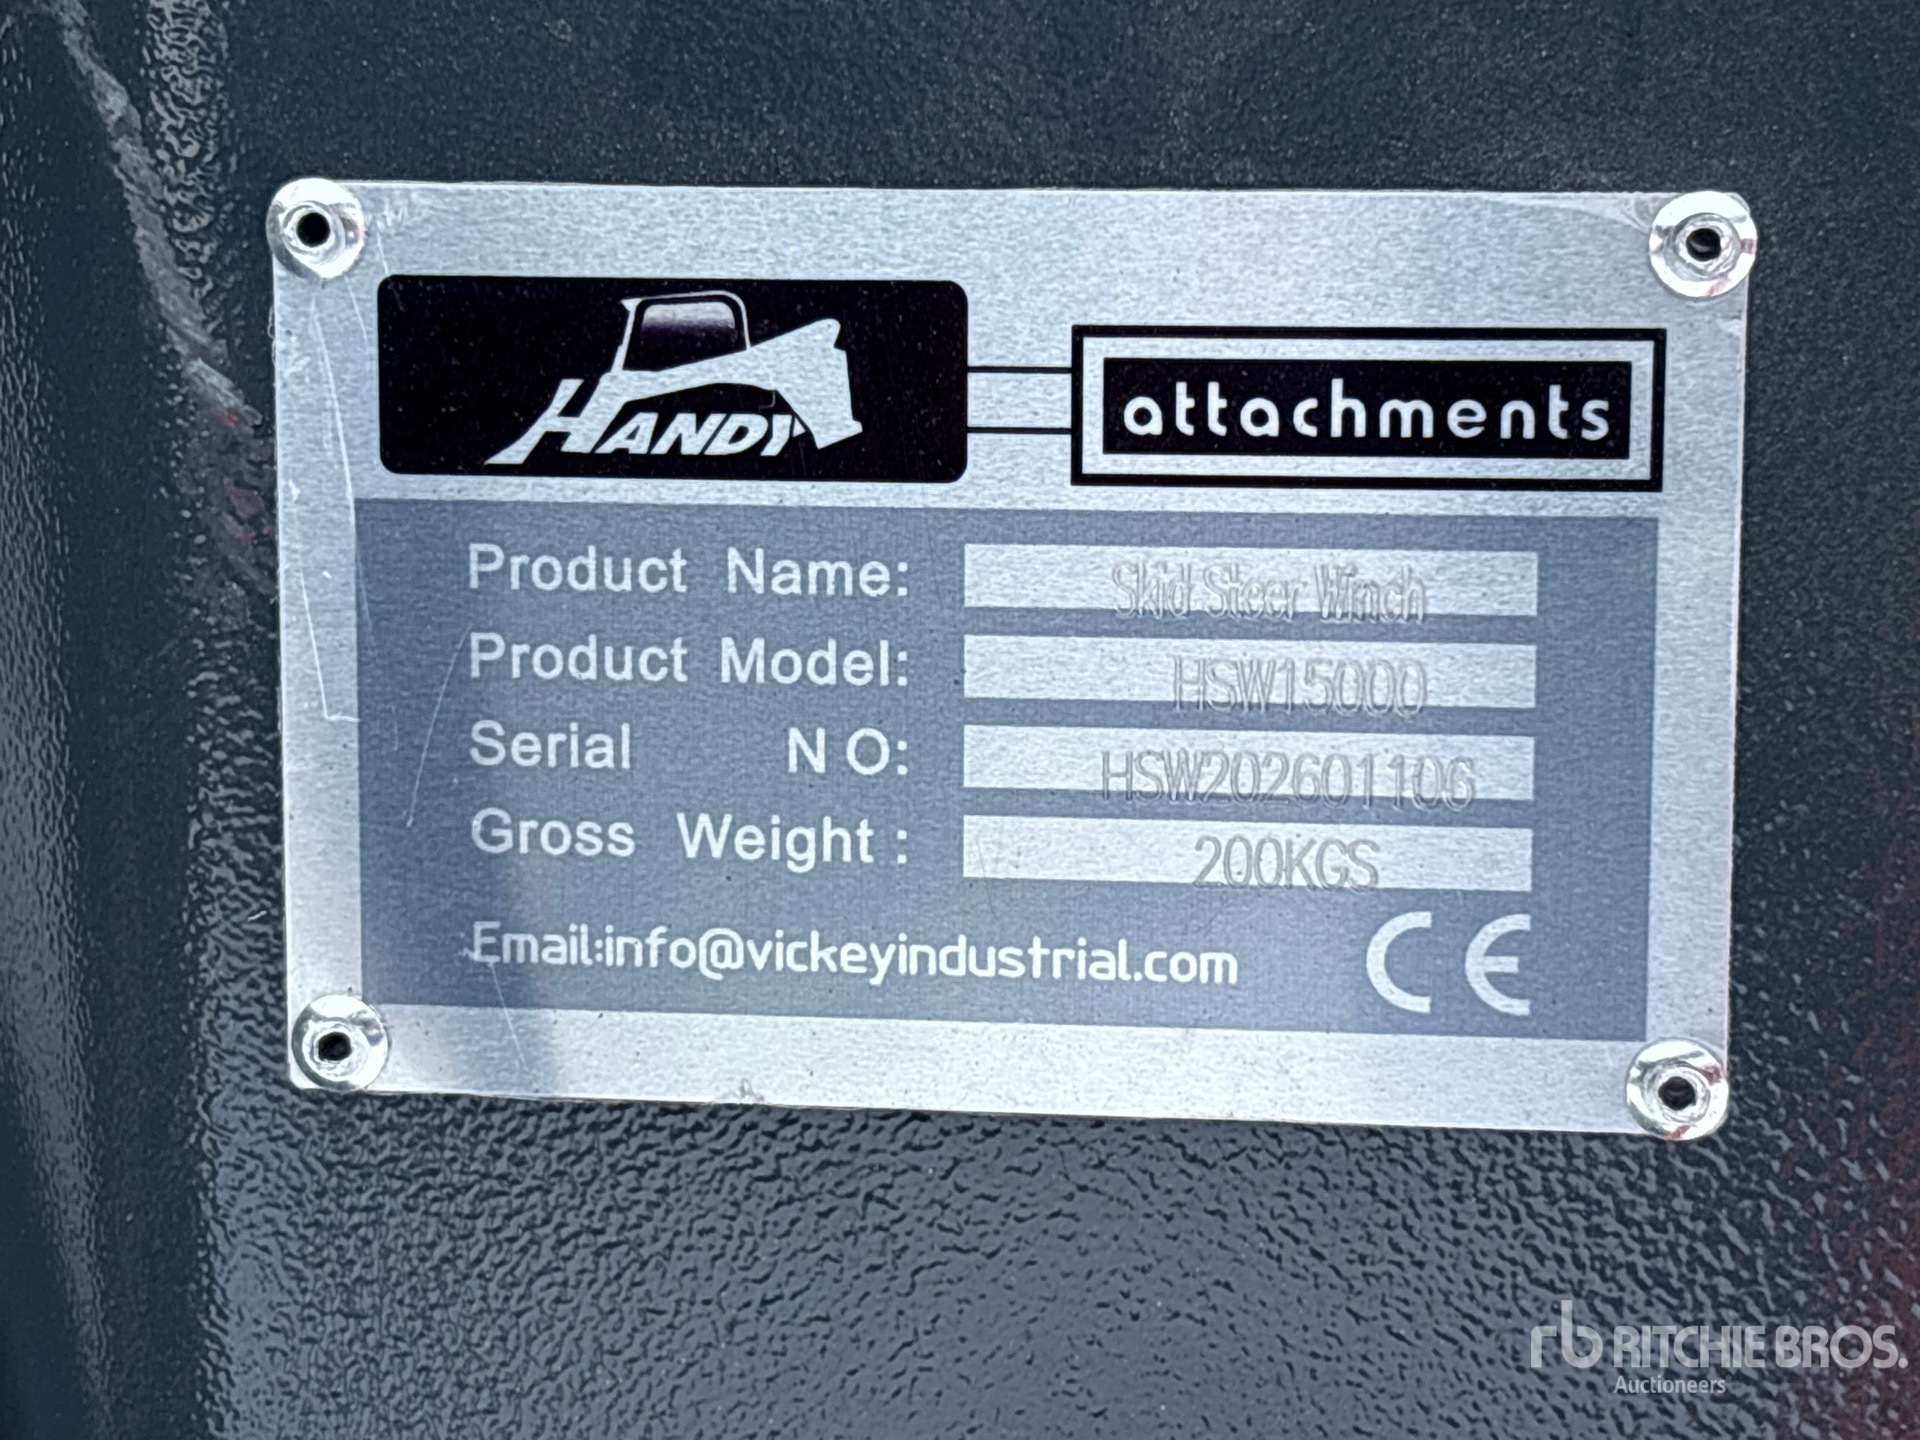 HANDY attachments
Product Name: Skid Steer Winch
Product Model: HSW15000
Serial NO: HSW202601106
Gross Weight: 200KGS
Email:info@vickeyindustrial.com CE
rb RITCHIE BROS.
Auctioneers